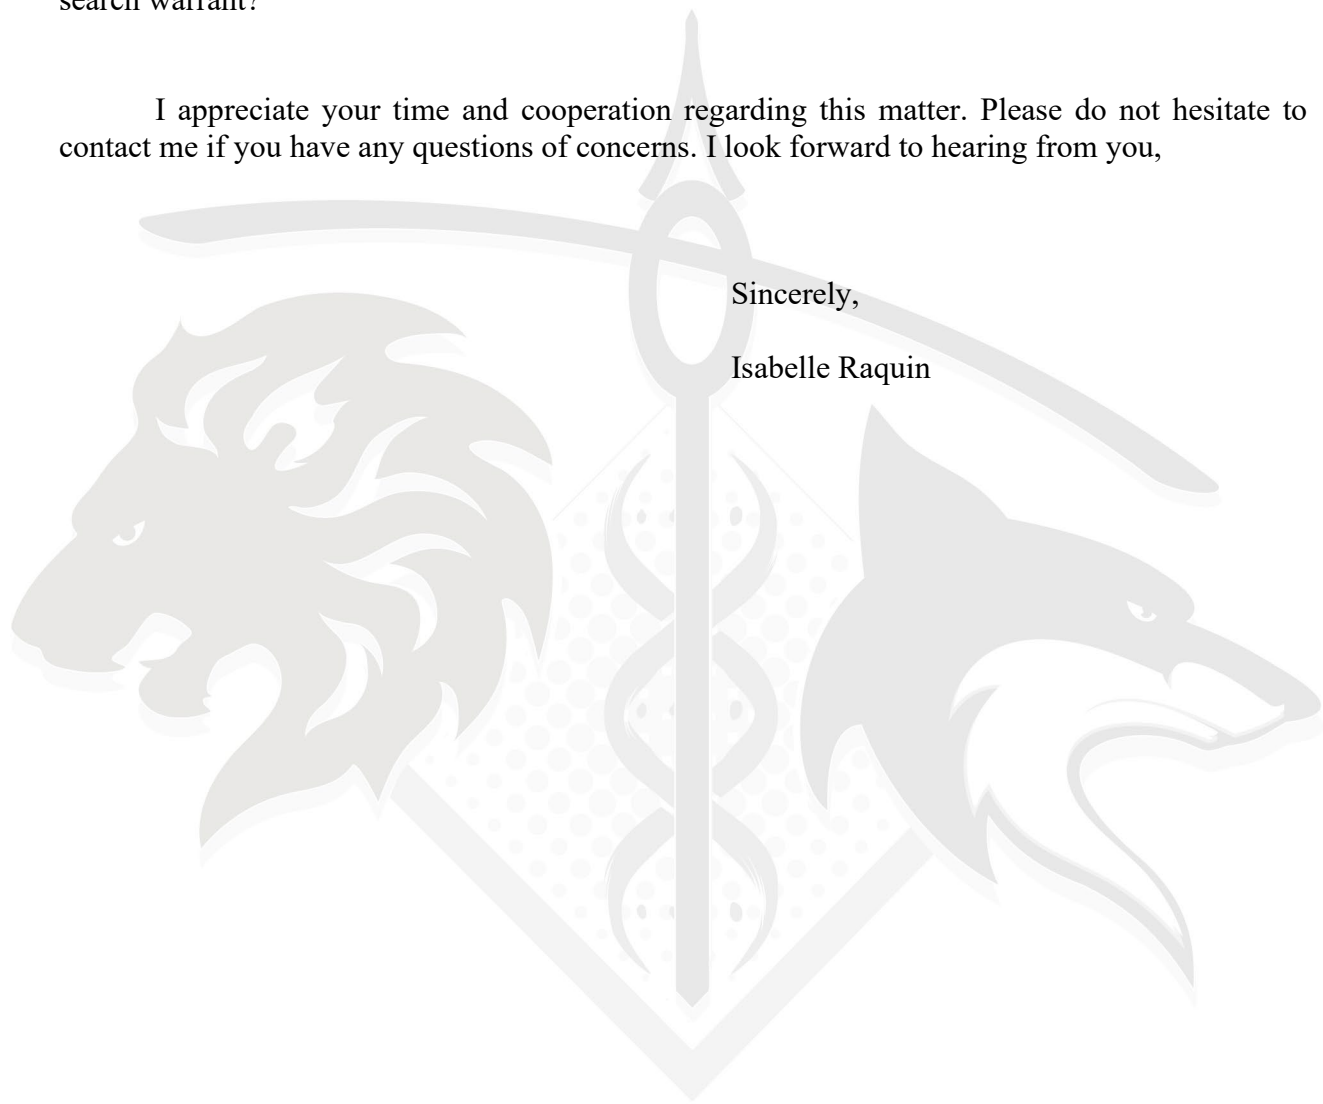 search warrant?
I appreciate your time and cooperation regarding this matter. Please do not hesitate to
contact me if you have any questions of concerns. I look forward to hearing from you,
Sincerely,
Isabelle Raquin